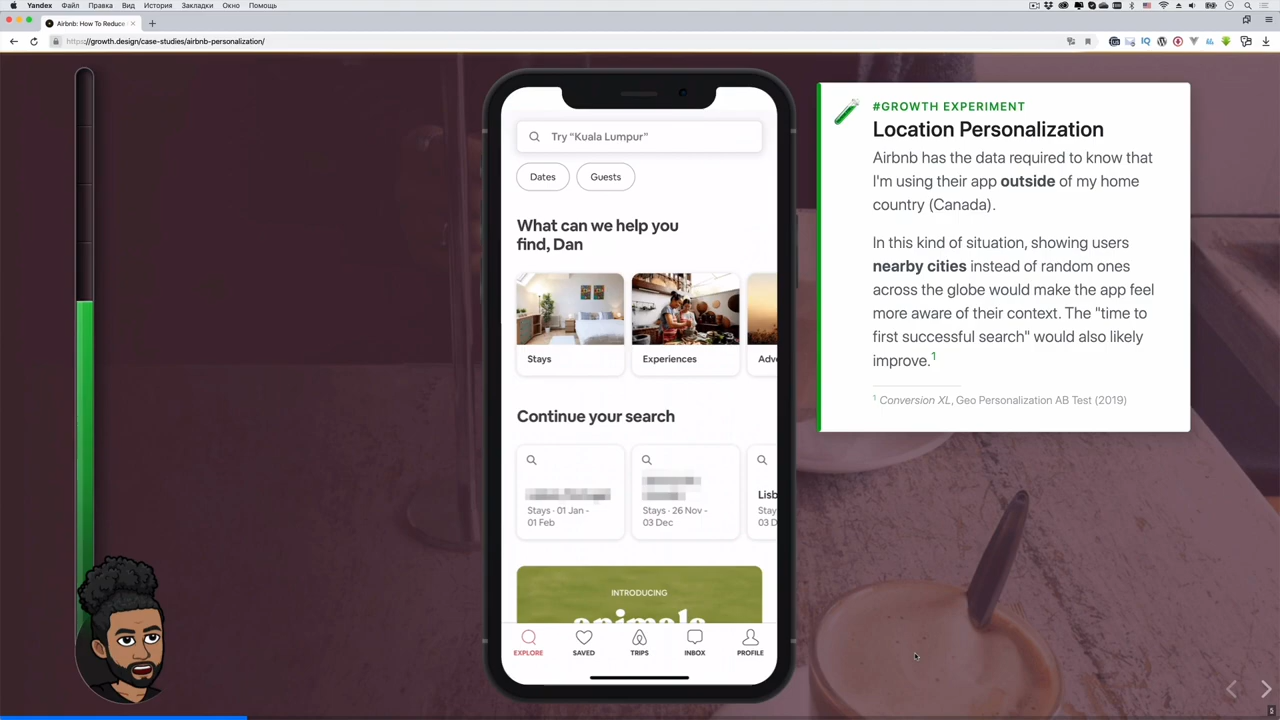 Yandex Файл Правка Вид История Закладки Окно Помощь
Airbnb: How To Reduce
https://growth.design/case-studies/airbnb-personalization/
Try “Kuala Lumpur”
Dates Guests
What can we help you
find, Dan
Stays Experiences Adv
Continue your search
Lisb
Stays · 01 Jan -
01 Feb
Stays · 26 Nov -
03 Dec
Stays
03 D
INTRODUCING
animals
EXPLORE SAVED TRIPS INBOX PROFILE
#GROWTH EXPERIMENT
Location Personalization
Airbnb has the data required to know that
I'm using their app outside of my home
country (Canada).
In this kind of situation, showing users
nearby cities instead of random ones
across the globe would make the app feel
more aware of their context. The "time to
first successful search" would also likely
improve.1
1 Conversion XL, Geo Personalization AB Test (2019)